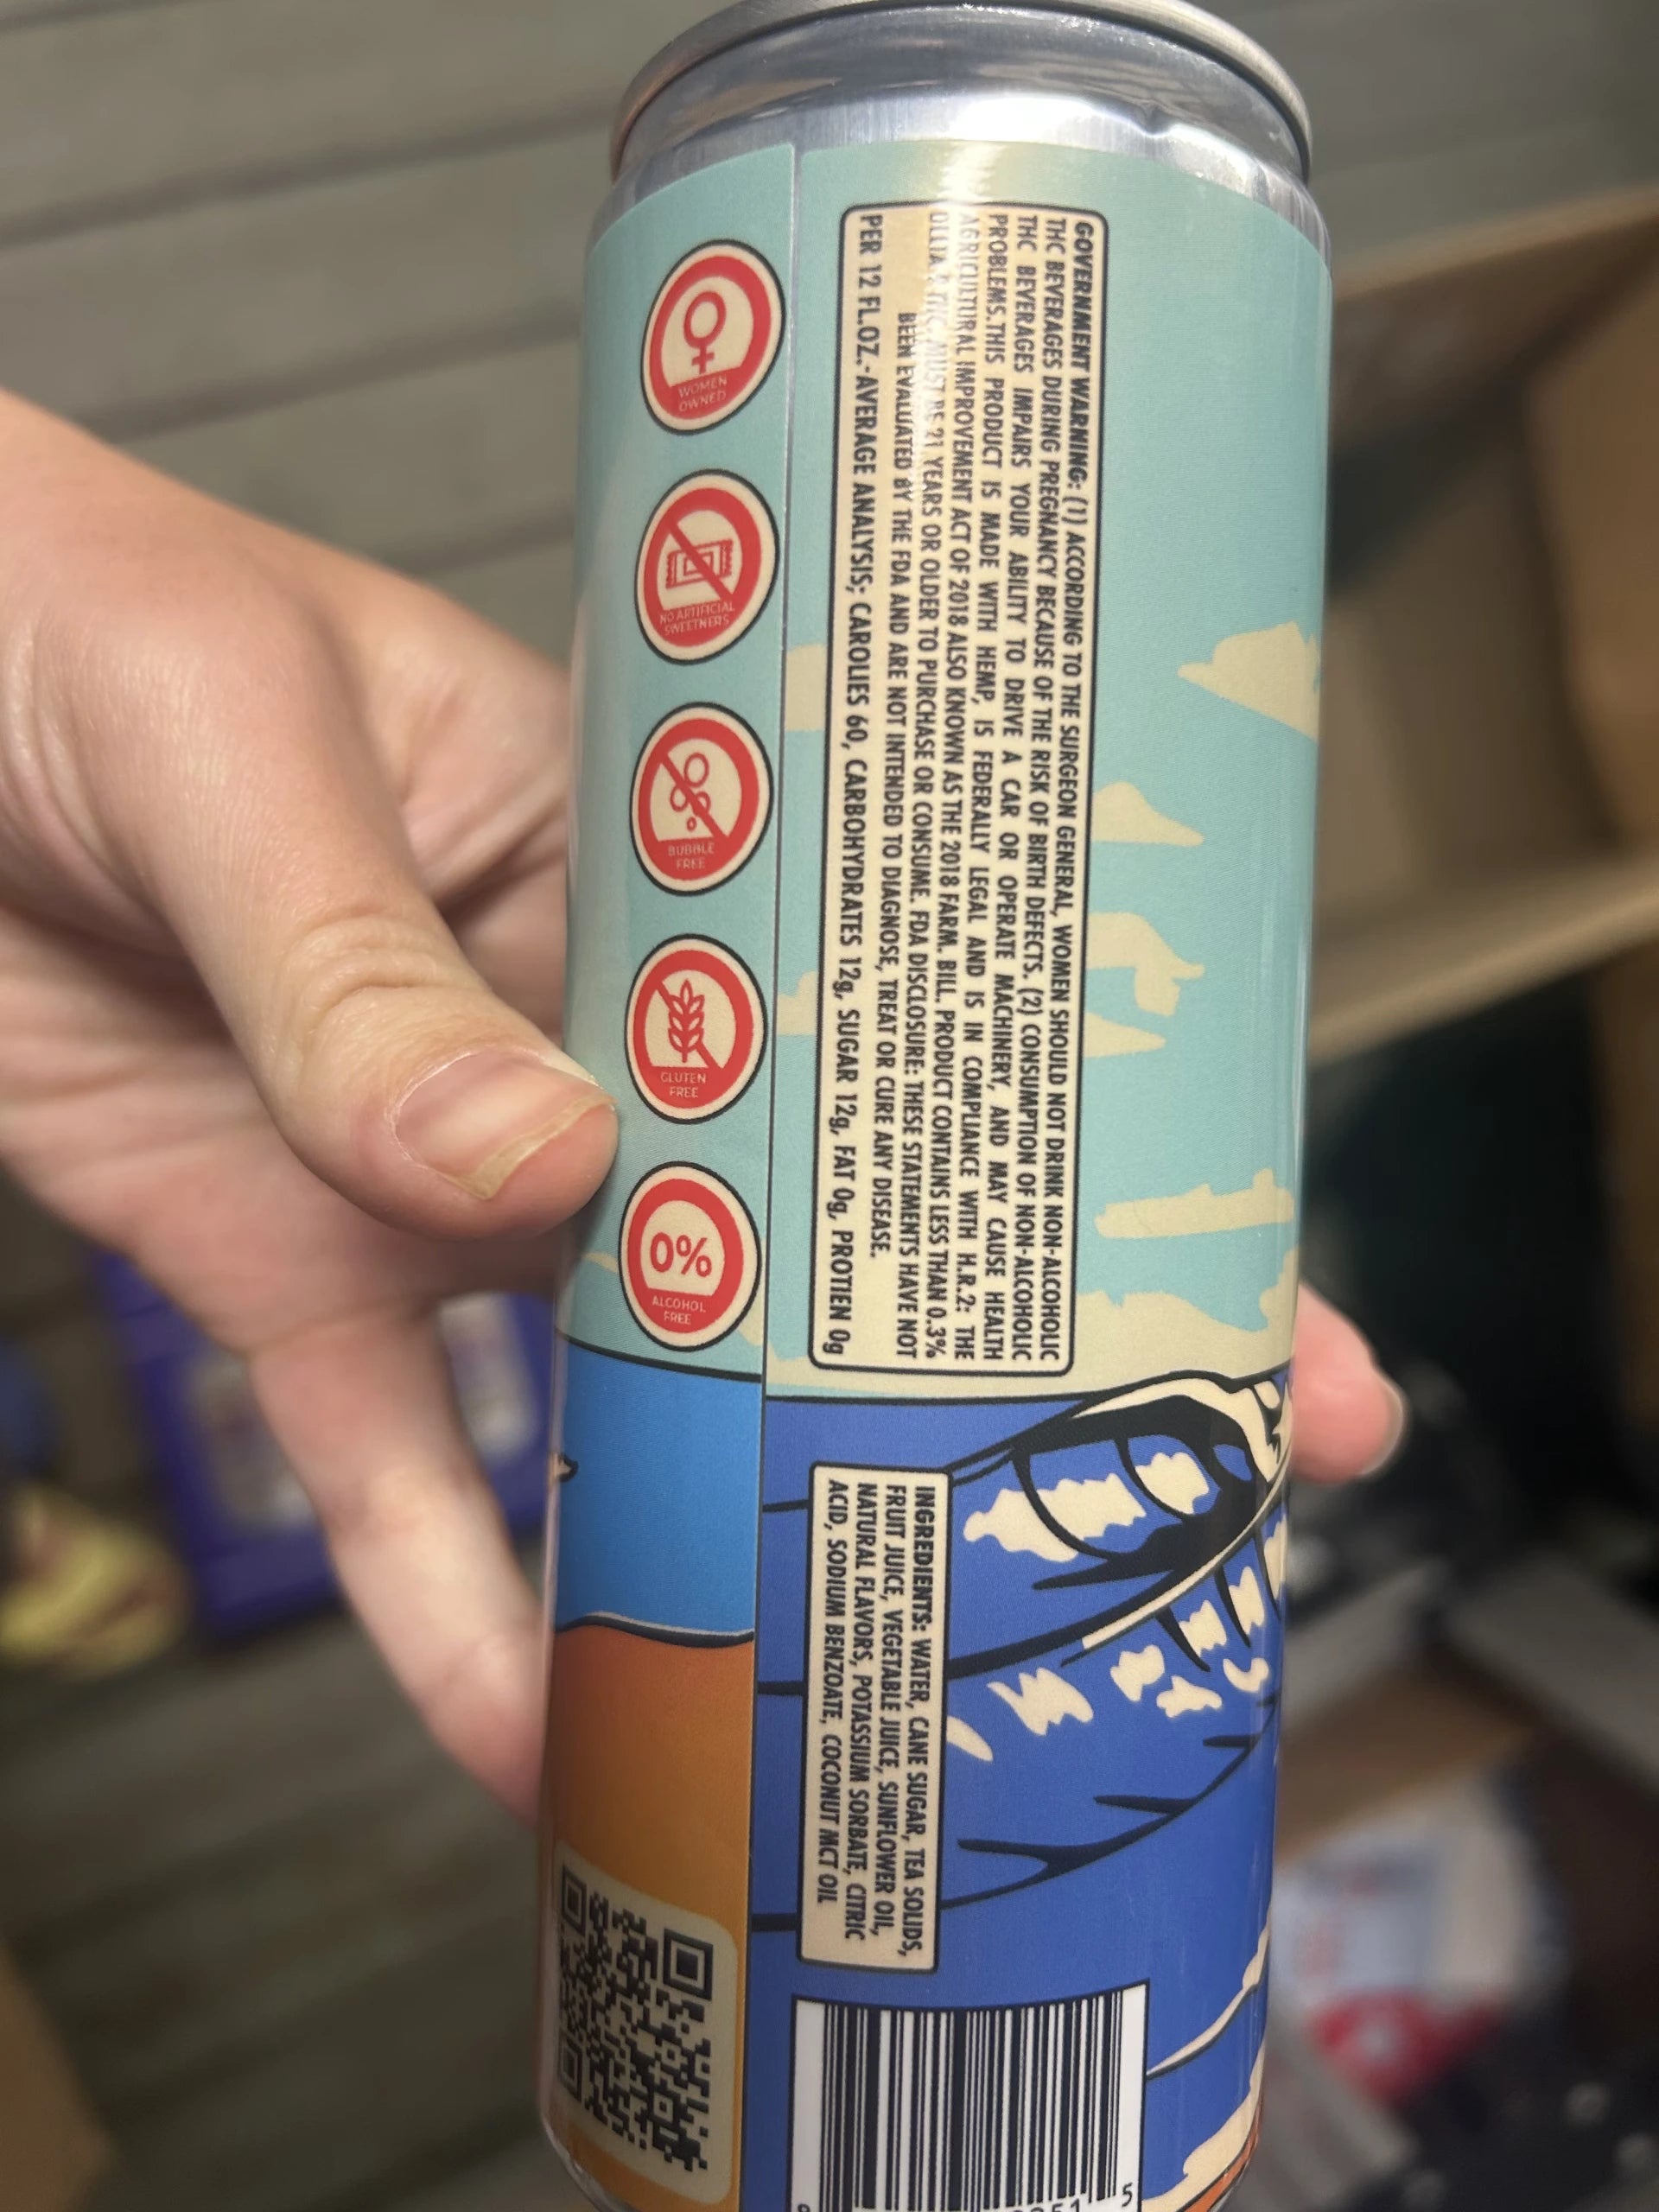 GOVERNMENT WARNING: (1) ACCORDING TO THE SURGEON GENERAL, WOMEN SHOULD NOT DRINK NON-ALCOHOLIC
THC BEVERAGES DURING PREGNANCY BECAUSE OF THE RISK OF BIRTH DEFECTS. (2) CONSUMPTION OF NON-ALCOHOLIC
THC BEVERAGES IMPAIRS YOUR ABILITY TO DRIVE A CAR OR OPERATE MACHINERY, AND MAY CAUSE HEALTH
PROBLEMS.THIS PRODUCT IS MADE WITH HEMP, IS FEDERALLY LEGAL AND IS IN COMPLIANCE WITH H.R.2: THE
AGRICULTURAL IMPROVEMENT ACT OF 2018 ALSO KNOWN AS THE 2018 FARM. BILL. PRODUCT CONTAINS LESS THAN 0.3%
THC. MUST BE 21 YEARS OR OLDER TO PURCHASE OR CONSUME. FDA DISCLOSURE: THESE STATEMENTS HAVE NOT
BEEN EVALUATED BY THE FDA AND ARE NOT INTENDED TO DIAGNOSE, TREAT OR CURE ANY DISEASE.
PER 12 FL.OZ.-AVERAGE ANALYSIS; CAROLIES 60, CARBOHYDRATES 12g, SUGAR 12g, FAT 0g, PROTIEN 0g
WOMEN
OWNED
NO ARTIFICIAL
SWEETNERS
BUBBLE
FREE
GLUTEN
FREE
0%
ALCOHOL
FREE
INGREDIENTS: WATER, CANE SUGAR, TEA SOLIDS,
FRUIT JUICE, VEGETABLE JUICE, SUNFLOWER OIL,
NATURAL FLAVORS, POTASSIUM SORBATE, CITRIC
ACID, SODIUM BENZOATE, COCONUT MCT OIL
5